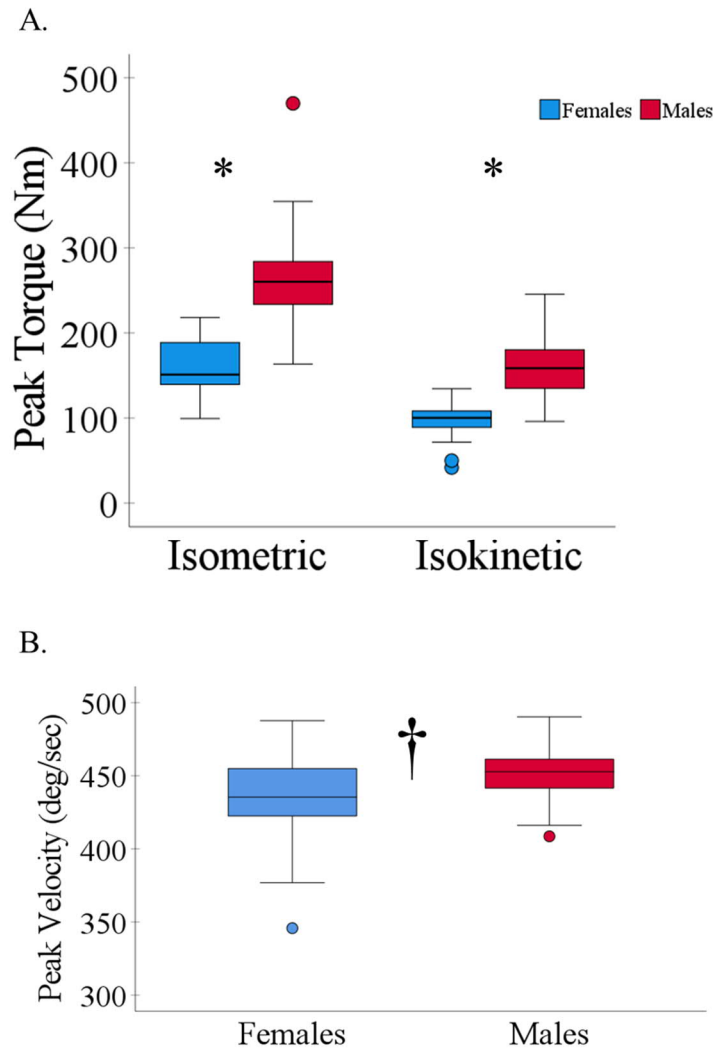 A.
Peak Torque (Nm)
500
400
300
200
100
0
Females Males
*
*
Isometric Isokinetic
B.
Peak Velocity (deg/sec)
500
450
400
350
300
†
Females Males